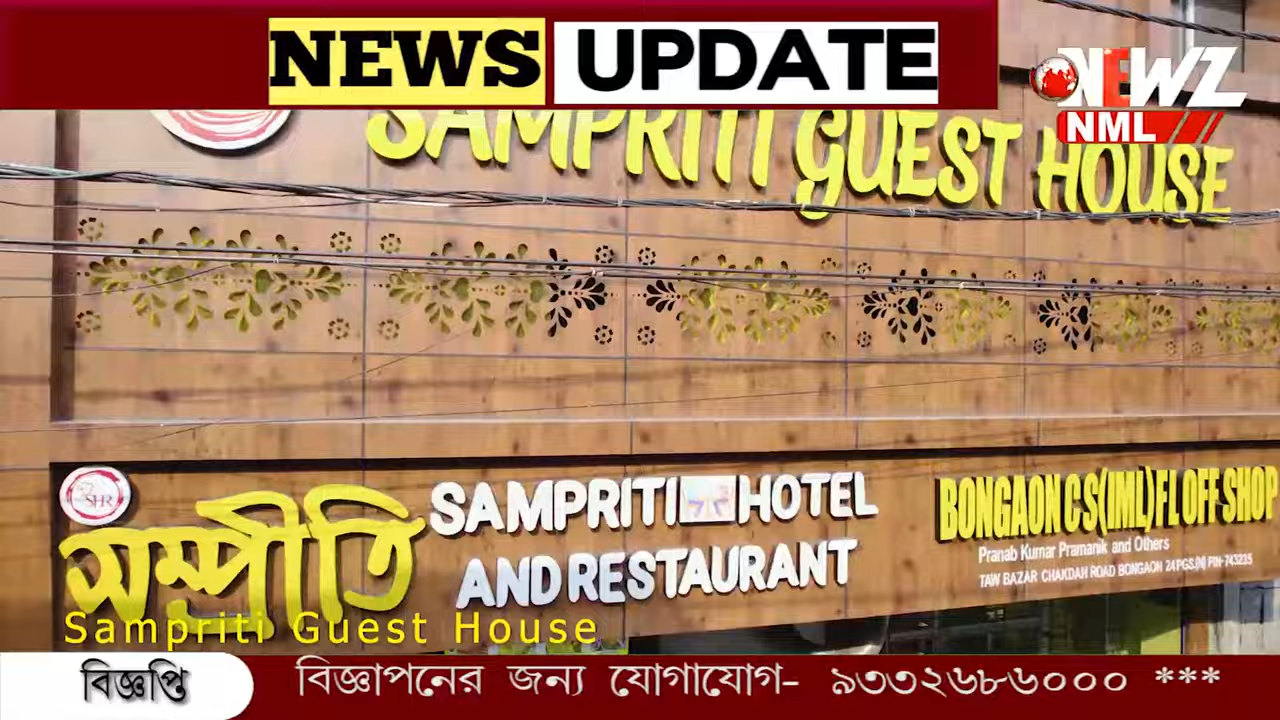 NEWS UPDATE
NEWZ
NML
SAMPRITI GUEST HOUSE
SHR
সম্প্রীতি
SAMPRITI HOTEL
AND RESTAURANT
BONGAON C S(IML) FL OFF SHOP
Pranab Kumar Pramanik and Others
TAW BAZAR CHAKDAH ROAD BONGAON 24PGS.(N) PIN-743235
Sampriti Guest House
বিজ্ঞপ্তি
বিজ্ঞাপনের জন্য যোগাযোগ- ৯৩৩২৬৮৬০০০ ***